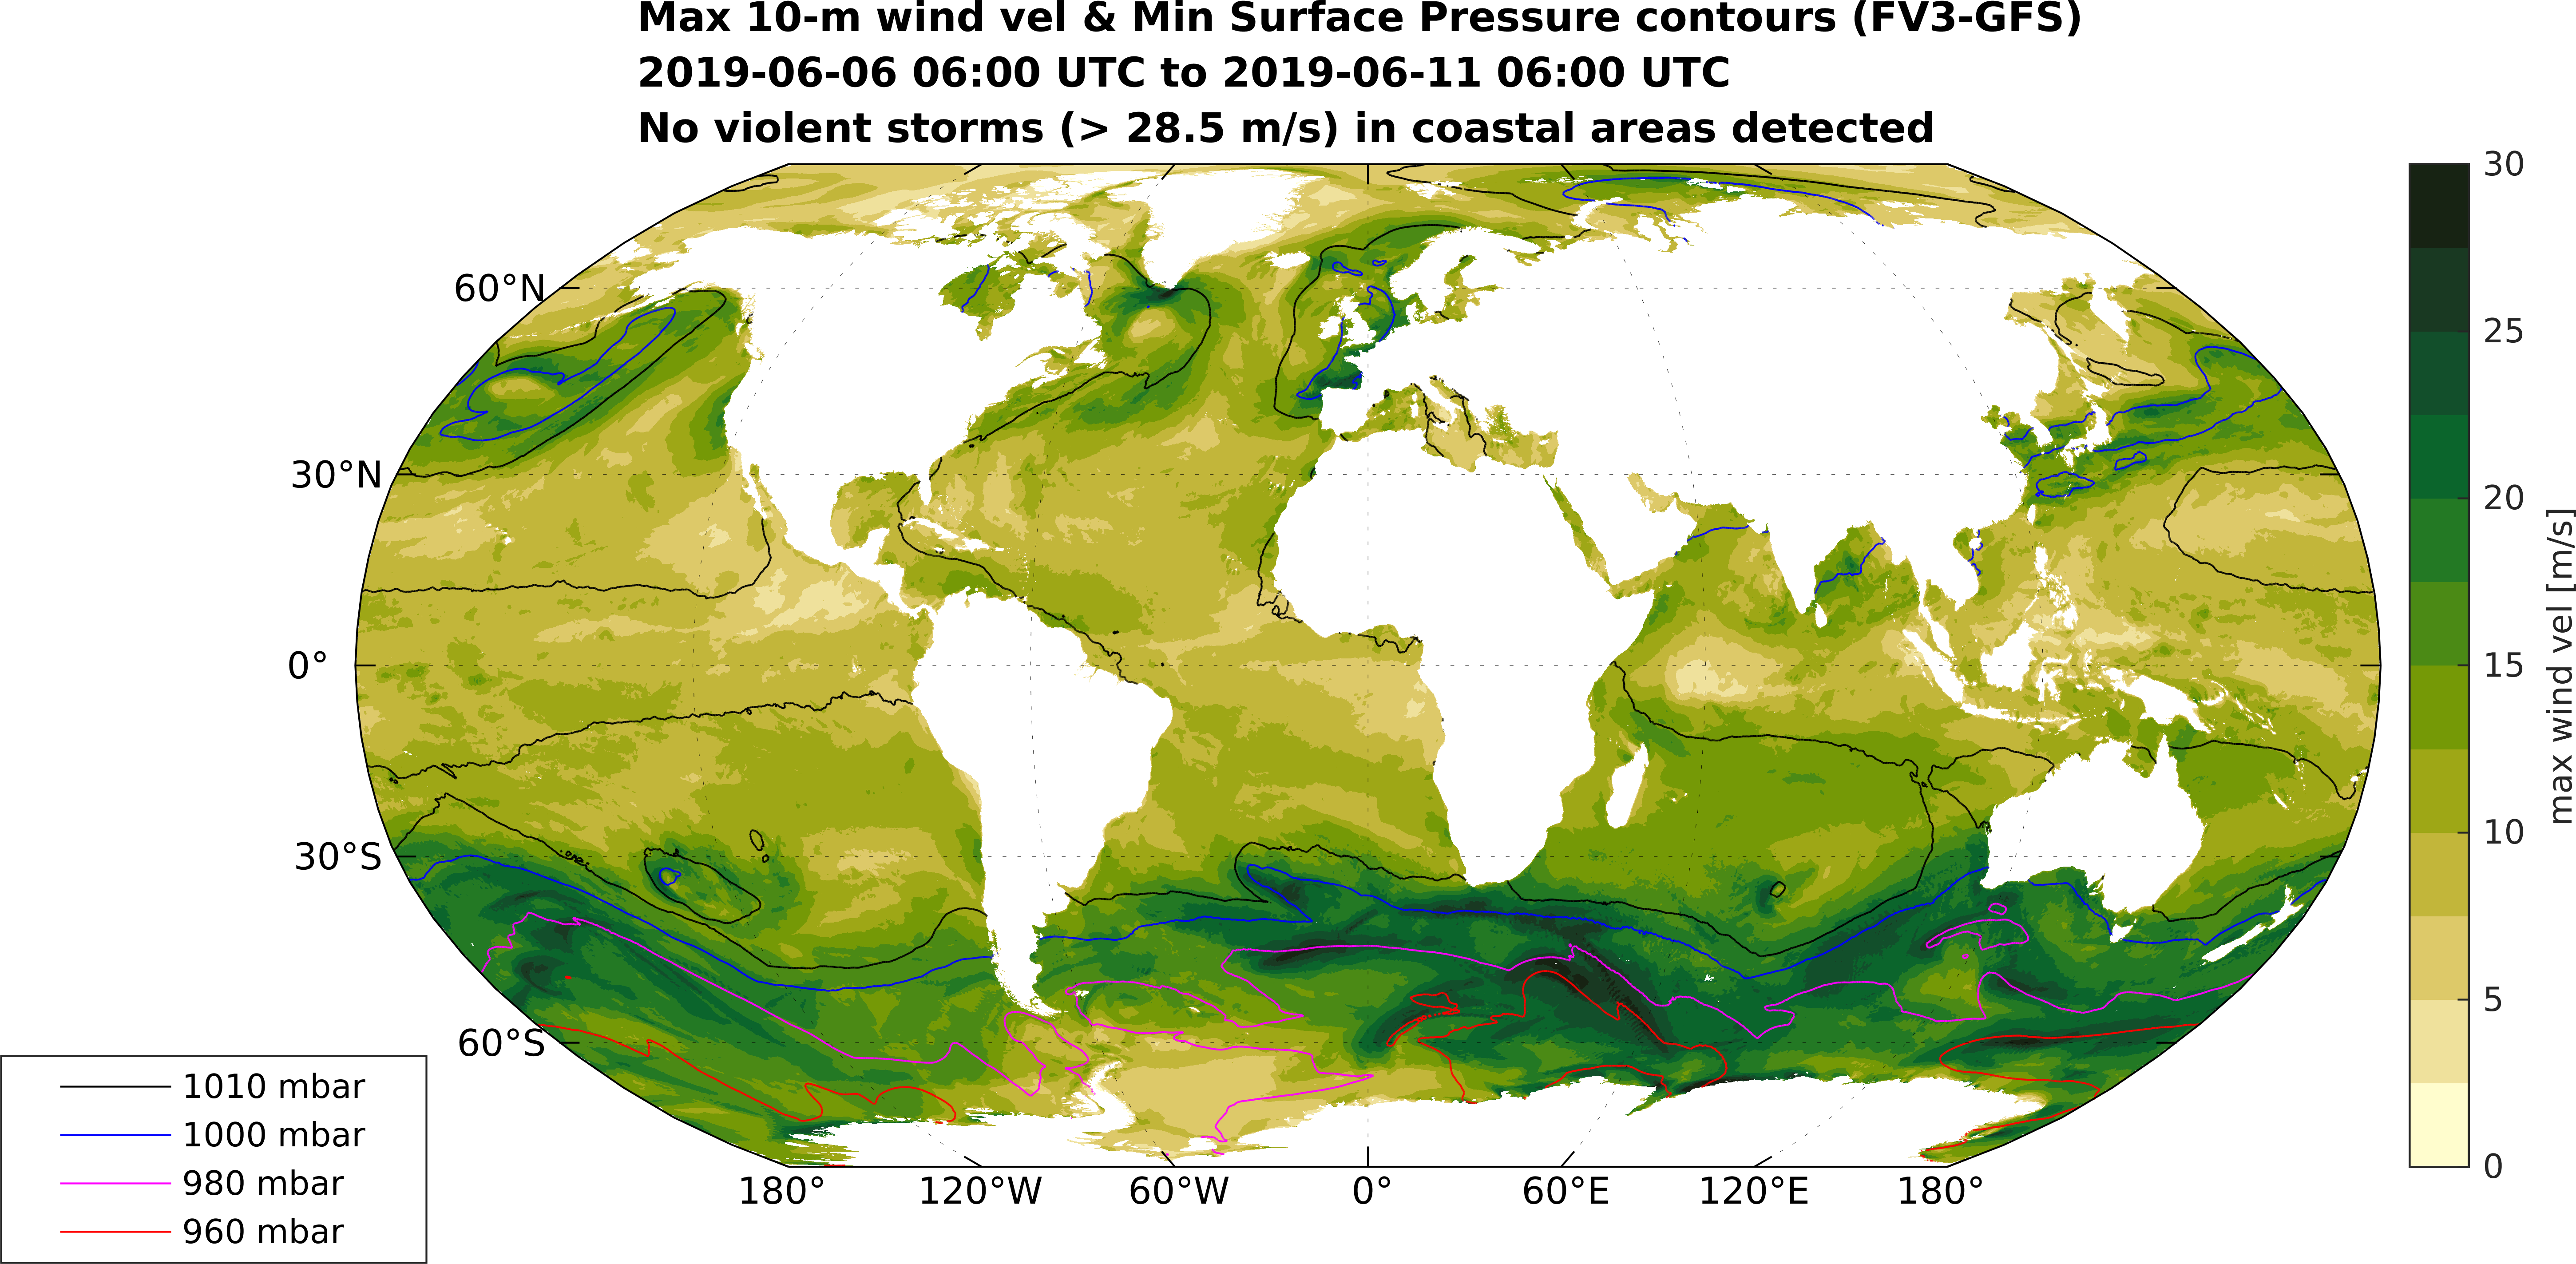 Max 10-m wind vel & Min Surface Pressure contours (FV3-GFS)
2019-06-06 06:00 UTC to 2019-06-11 06:00 UTC
No violent storms (> 28.5 m/s) in coastal areas detected
60°N
30°N
0°
30°S
60°S
180°
120°W
60°W
0°
60°E
120°E
180°
1010 mbar
1000 mbar
980 mbar
960 mbar
30
25
20
15
10
5
0
max wind vel [m/s]